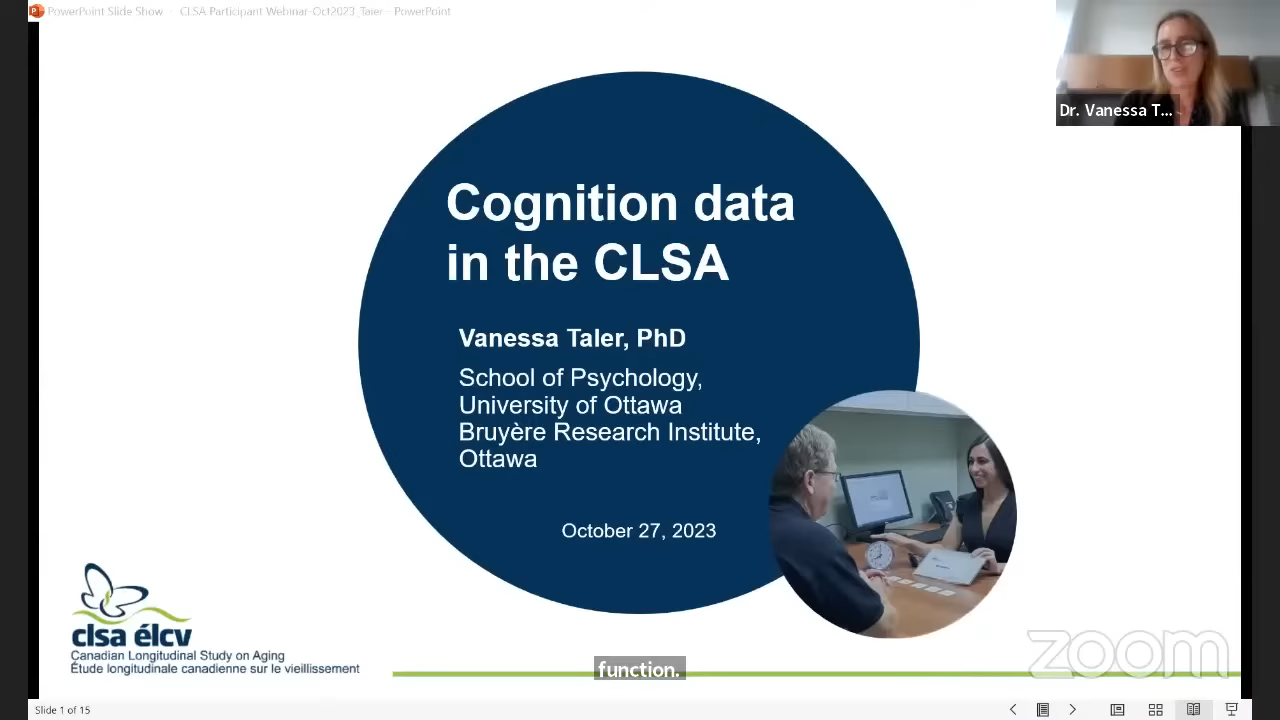 PowerPoint Slide Show - CLSA Participant Webinar-Oct2023_Taler - PowerPoint
Dr. Vanessa T...
Cognition data
in the CLSA
Vanessa Taler, PhD
School of Psychology,
University of Ottawa
Bruyère Research Institute,
Ottawa
October 27, 2023
clsa élcv
Canadian Longitudinal Study on Aging
Étude longitudinale canadienne sur le vieillissement
function.
zoom
Slide 1 of 15